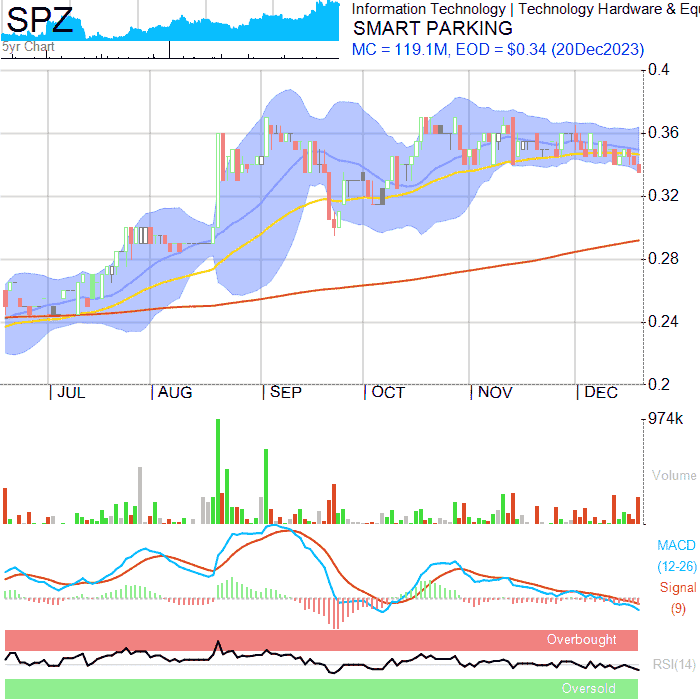 SPZ
5yr Chart
Information Technology | Technology Hardware & Equ
SMART PARKING
MC = 119.1M, EOD = $0.34 (20Dec2023)
0.4
0.36
0.32
0.28
0.24
0.2
JUL AUG SEP OCT NOV DEC
974k
Volume
MACD
(12-26)
Signal
(9)
Overbought
RSI(14)
Oversold